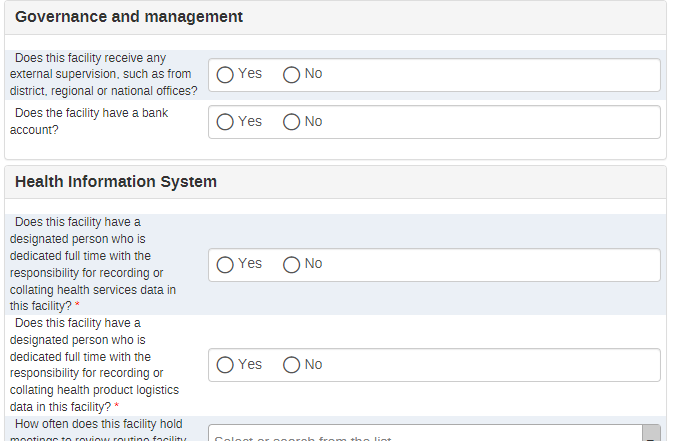 Governance and management
Does this facility receive any
external supervision, such as from
district, regional or national offices?
Yes No
Does the facility have a bank
account?
Yes No
Health Information System
Does this facility have a
designated person who is
dedicated full time with the
responsibility for recording or
collating health services data in
this facility? *
Yes No
Does this facility have a
designated person who is
dedicated full time with the
responsibility for recording or
collating health product logistics
data in this facility? *
Yes No
How often does this facility hold
meetings to review routine facility
Select or search from the list